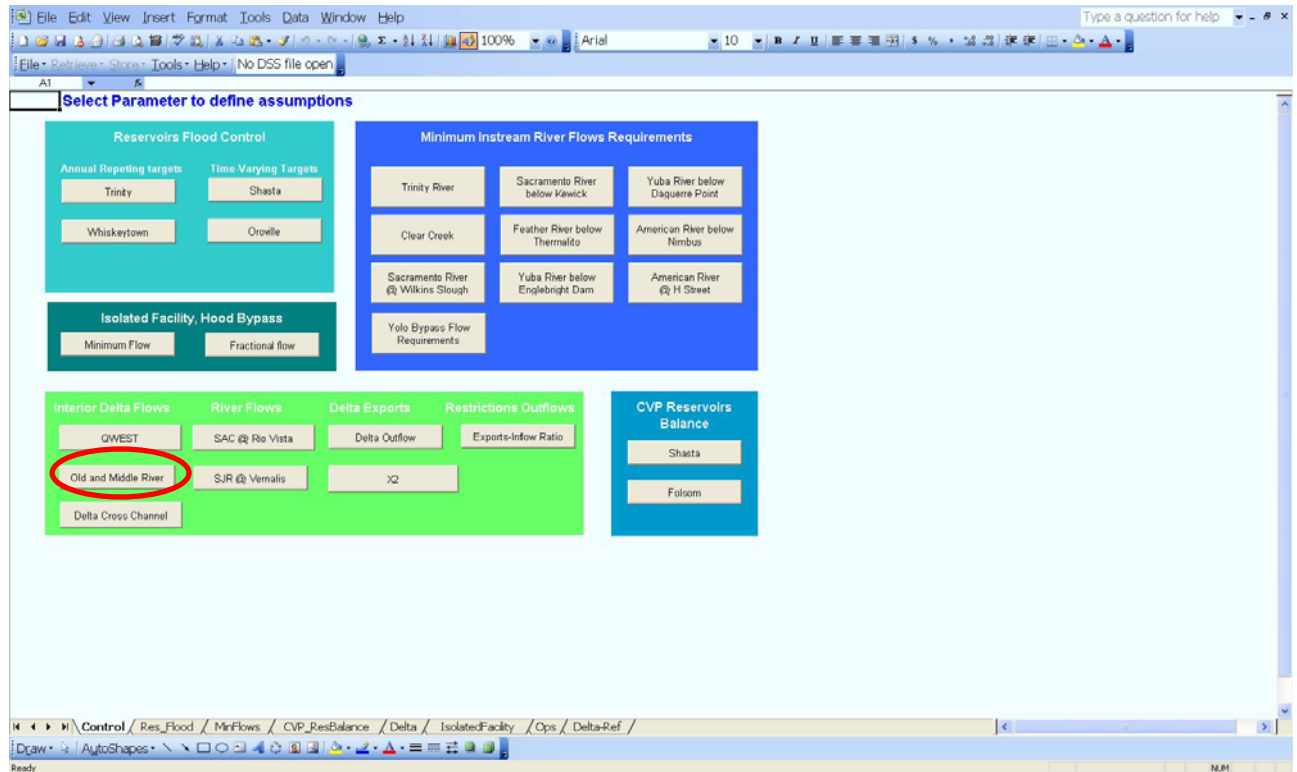 File Edit View Insert Format Tools Data Window Help Type a question for help
100% Arial 10 B I U $ % ,
File Retrieve Store Tools Help No DSS file open
A1 fx
Select Parameter to define assumptions
Reservoirs Flood Control
Annual Repeting targets Time-Varying Targets
Trinity Shasta
Whiskeytown Oroville
Isolated Facility, Hood Bypass
Minimum Flow Fractional flow
Minimum Instream River Flows Requirements
Trinity River
Sacramento River
below Kewick
Yuba River below
Daguerre Point
Clear Creek
Feather River below
Thermalito
American River below
Nimbus
Sacramento River
@ Wilkins Slough
Yuba River below
Englebright Dam
American River
@ H Street
Yolo Bypass Flow
Requirements
Interior Delta Flows River Flows Delta Exports Restrictions Outflows
QWEST SAC @ Rio Vista Delta Outflow Exports-Inflow Ratio
Old and Middle River SJR @ Vernalis X2
Delta Cross Channel
CVP Reservoirs
Balance
Shasta
Folsom
Control / Res_Flood / MinFlows / CVP_ResBalance / Delta / IsolatedFacility / Ops / Delta-Ref /
Draw AutoShapes
Ready NUM